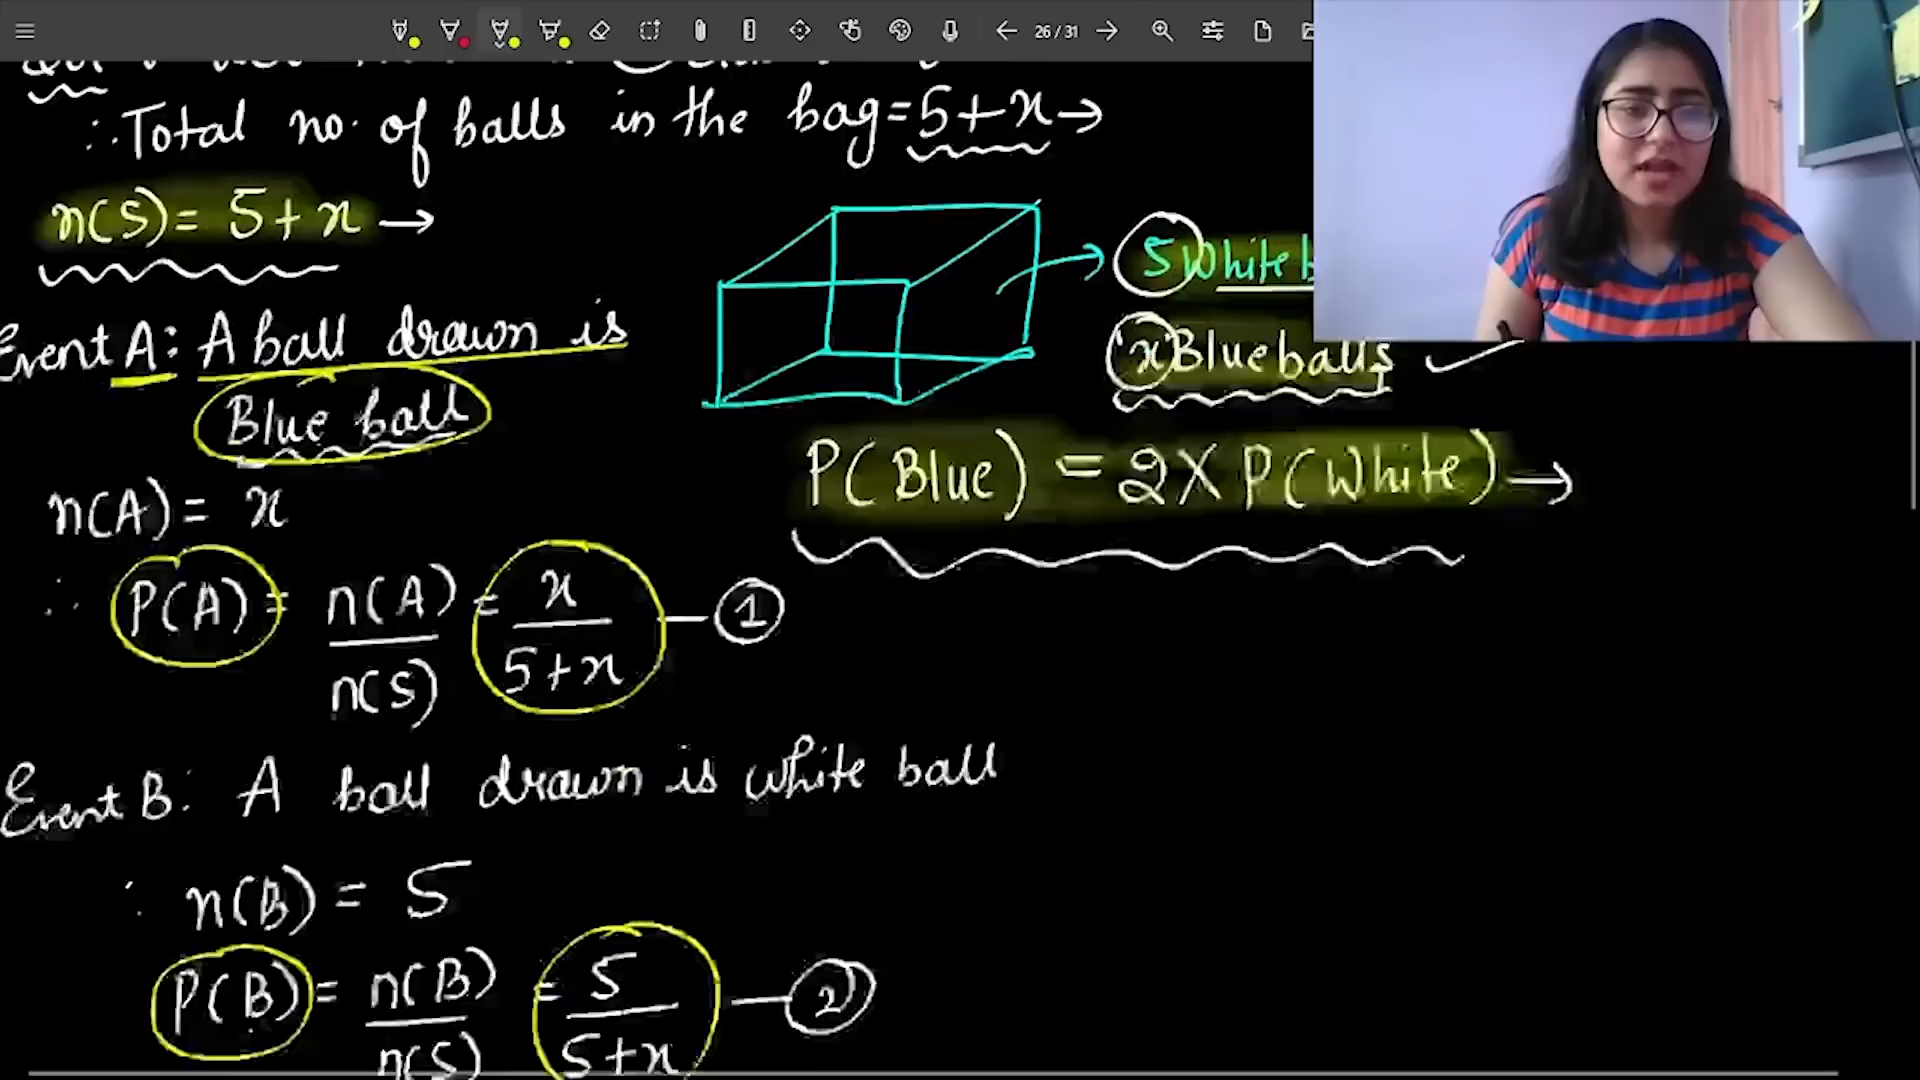 26/31
∴ Total no. of balls in the bag = 5+x →
n(S) = 5+x →
5 White
x Blue balls
Event A: A ball drawn is
Blue ball
P(Blue) = 2 X P(White) →
n(A) = x
∴ P(A) = n(A)/n(S) = x/5+x — 1
Event B: A ball drawn is white ball
∴ n(B) = 5
P(B) = n(B)/n(S) = 5/5+x — 2